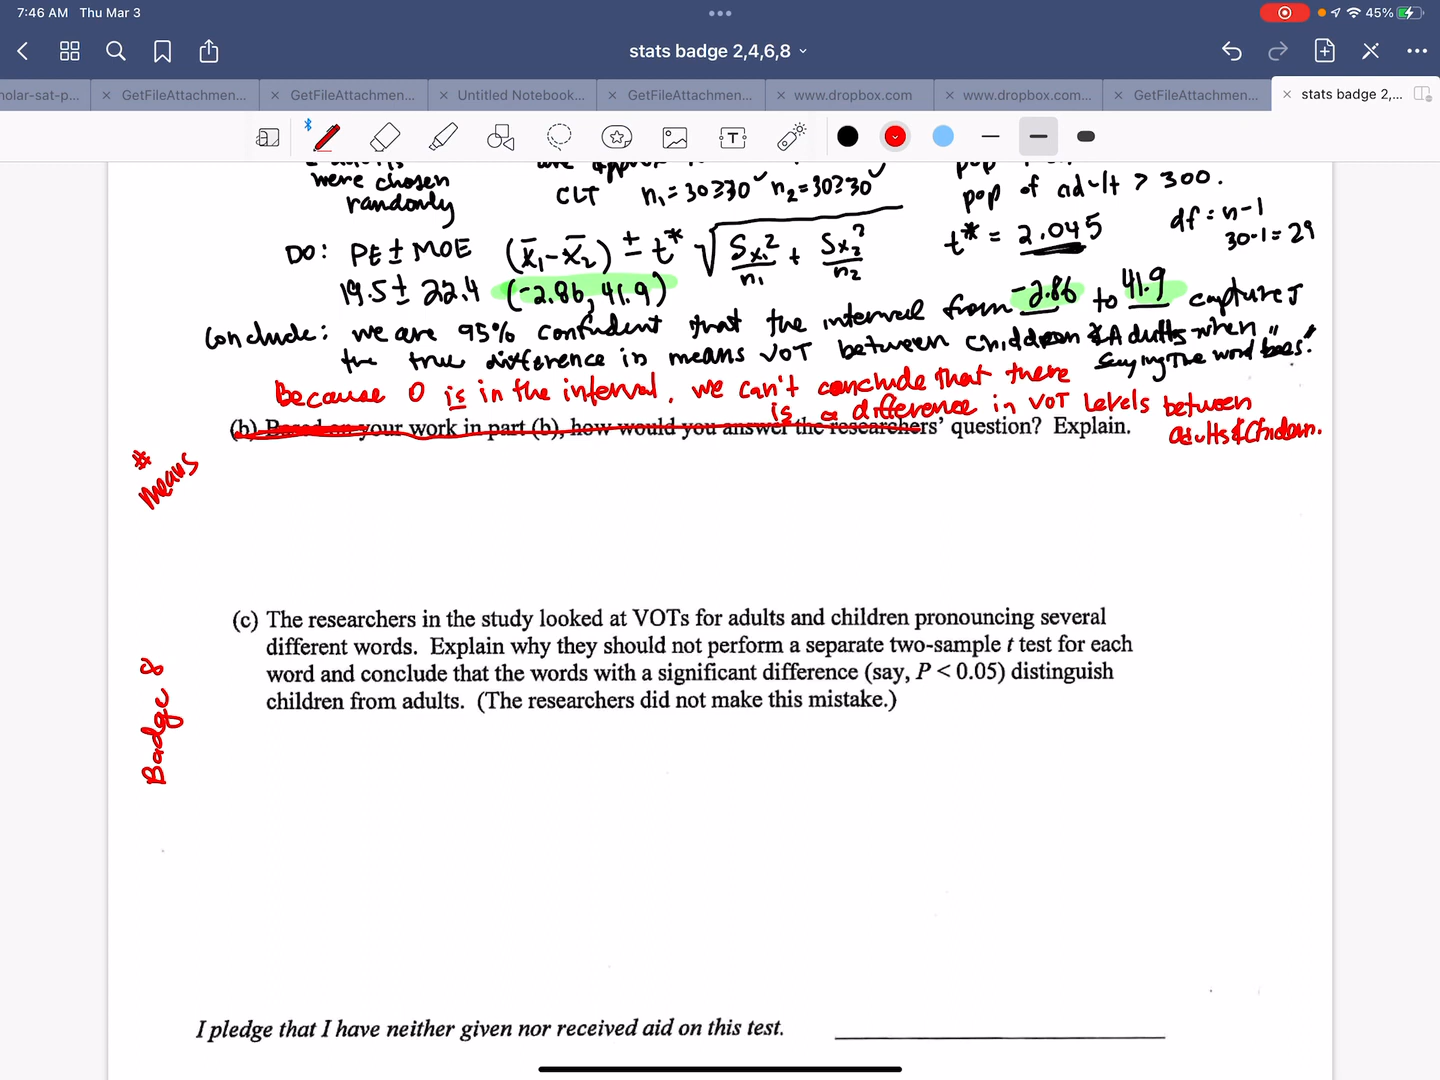 7:46 AM Thu Mar 3
45%
stats badge 2,4,6,8
holar-sat-p...
GetFileAttachmen...
GetFileAttachmen...
Untitled Notebook...
GetFileAttachmen...
www.dropbox.com
www.dropbox.com...
GetFileAttachmen...
stats badge 2,...
were chosen
randomly
are approx
CLT n₁=30≥30 ✓ n₂=30≥30 ✓
pop of adult > 300.
DO: PE ± MOE (x̄₁-x̄₂) ± t* √ Sx₁²/n₁ + Sx₂²/n₂
t* = 2.045
df = n-1
30-1=29
19.5 ± 22.4 (-2.86, 41.9)
Conclude: we are 95% confident that the interval from -2.86 to 41.9 captures
the true difference in means VOT between children & Adults when
saying The word "bees."
Because 0 is in the interval, we can't conclude that there
is a difference in VOT levels between
adults & children.
(b) Based on your work in part (b), how would you answer the researchers' question? Explain.
* means
(c) The researchers in the study looked at VOTs for adults and children pronouncing several
different words. Explain why they should not perform a separate two-sample t test for each
word and conclude that the words with a significant difference (say, P < 0.05) distinguish
children from adults. (The researchers did not make this mistake.)
Badge 8
I pledge that I have neither given nor received aid on this test.